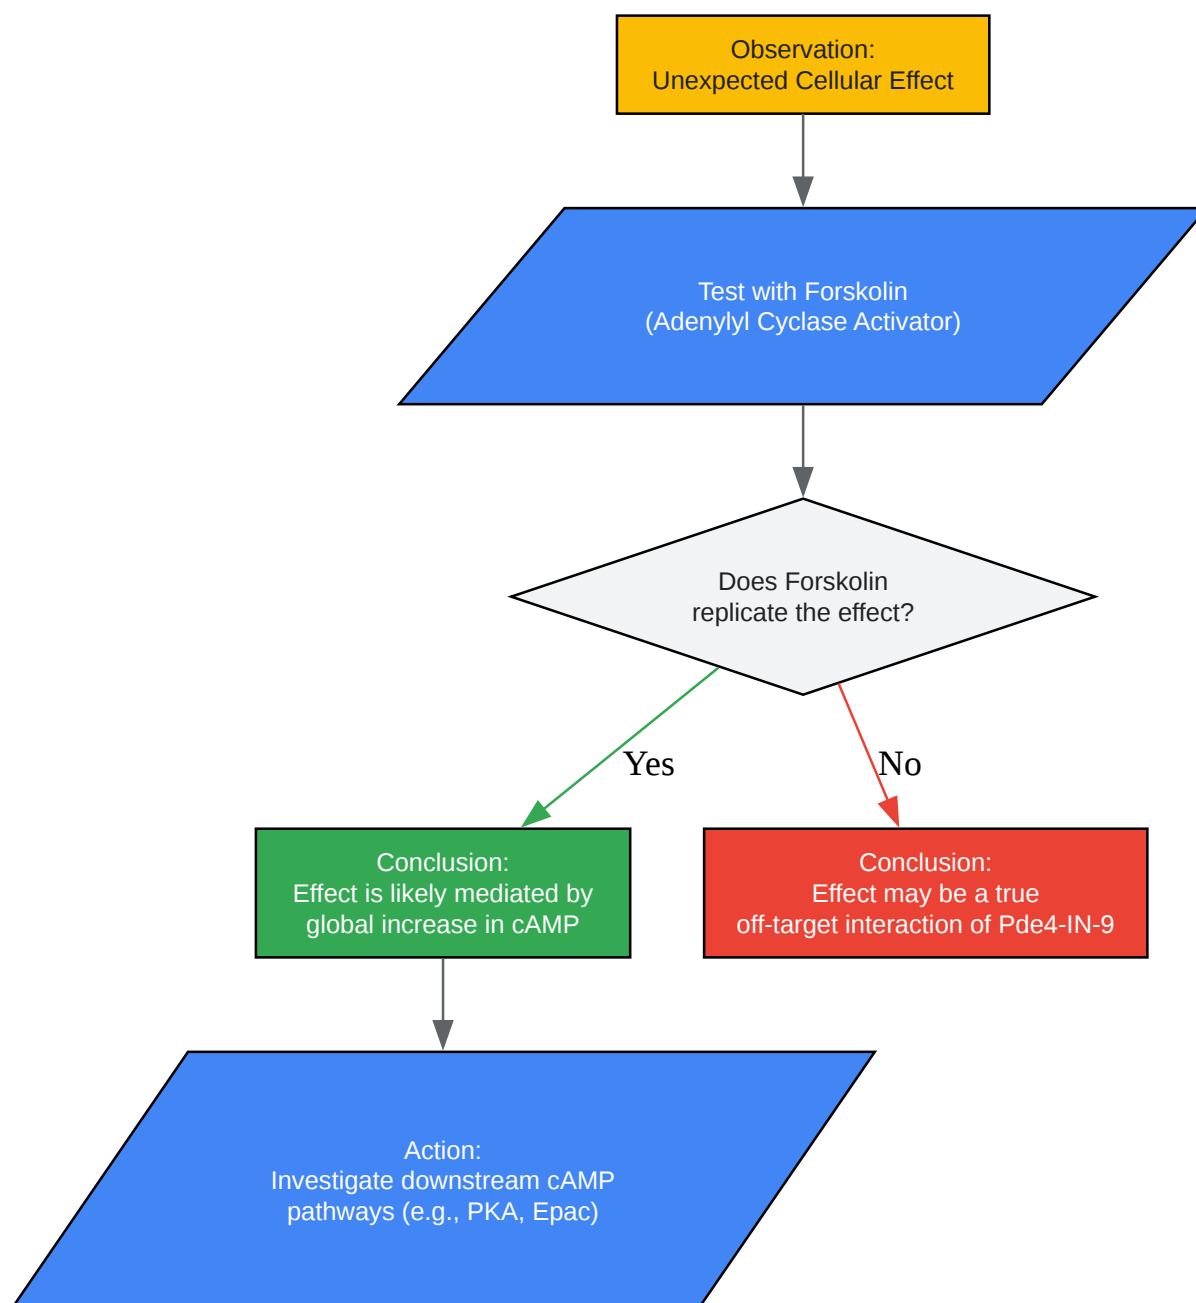 Observation:
Unexpected Cellular Effect
Test with Forskolin
(Adenylyl Cyclase Activator)
Does Forskolin
replicate the effect?
Yes
No
Conclusion:
Effect is likely mediated by
global increase in cAMP
Conclusion:
Effect may be a true
off-target interaction of Pde4-IN-9
Action:
Investigate downstream cAMP
pathways (e.g., PKA, Epac)